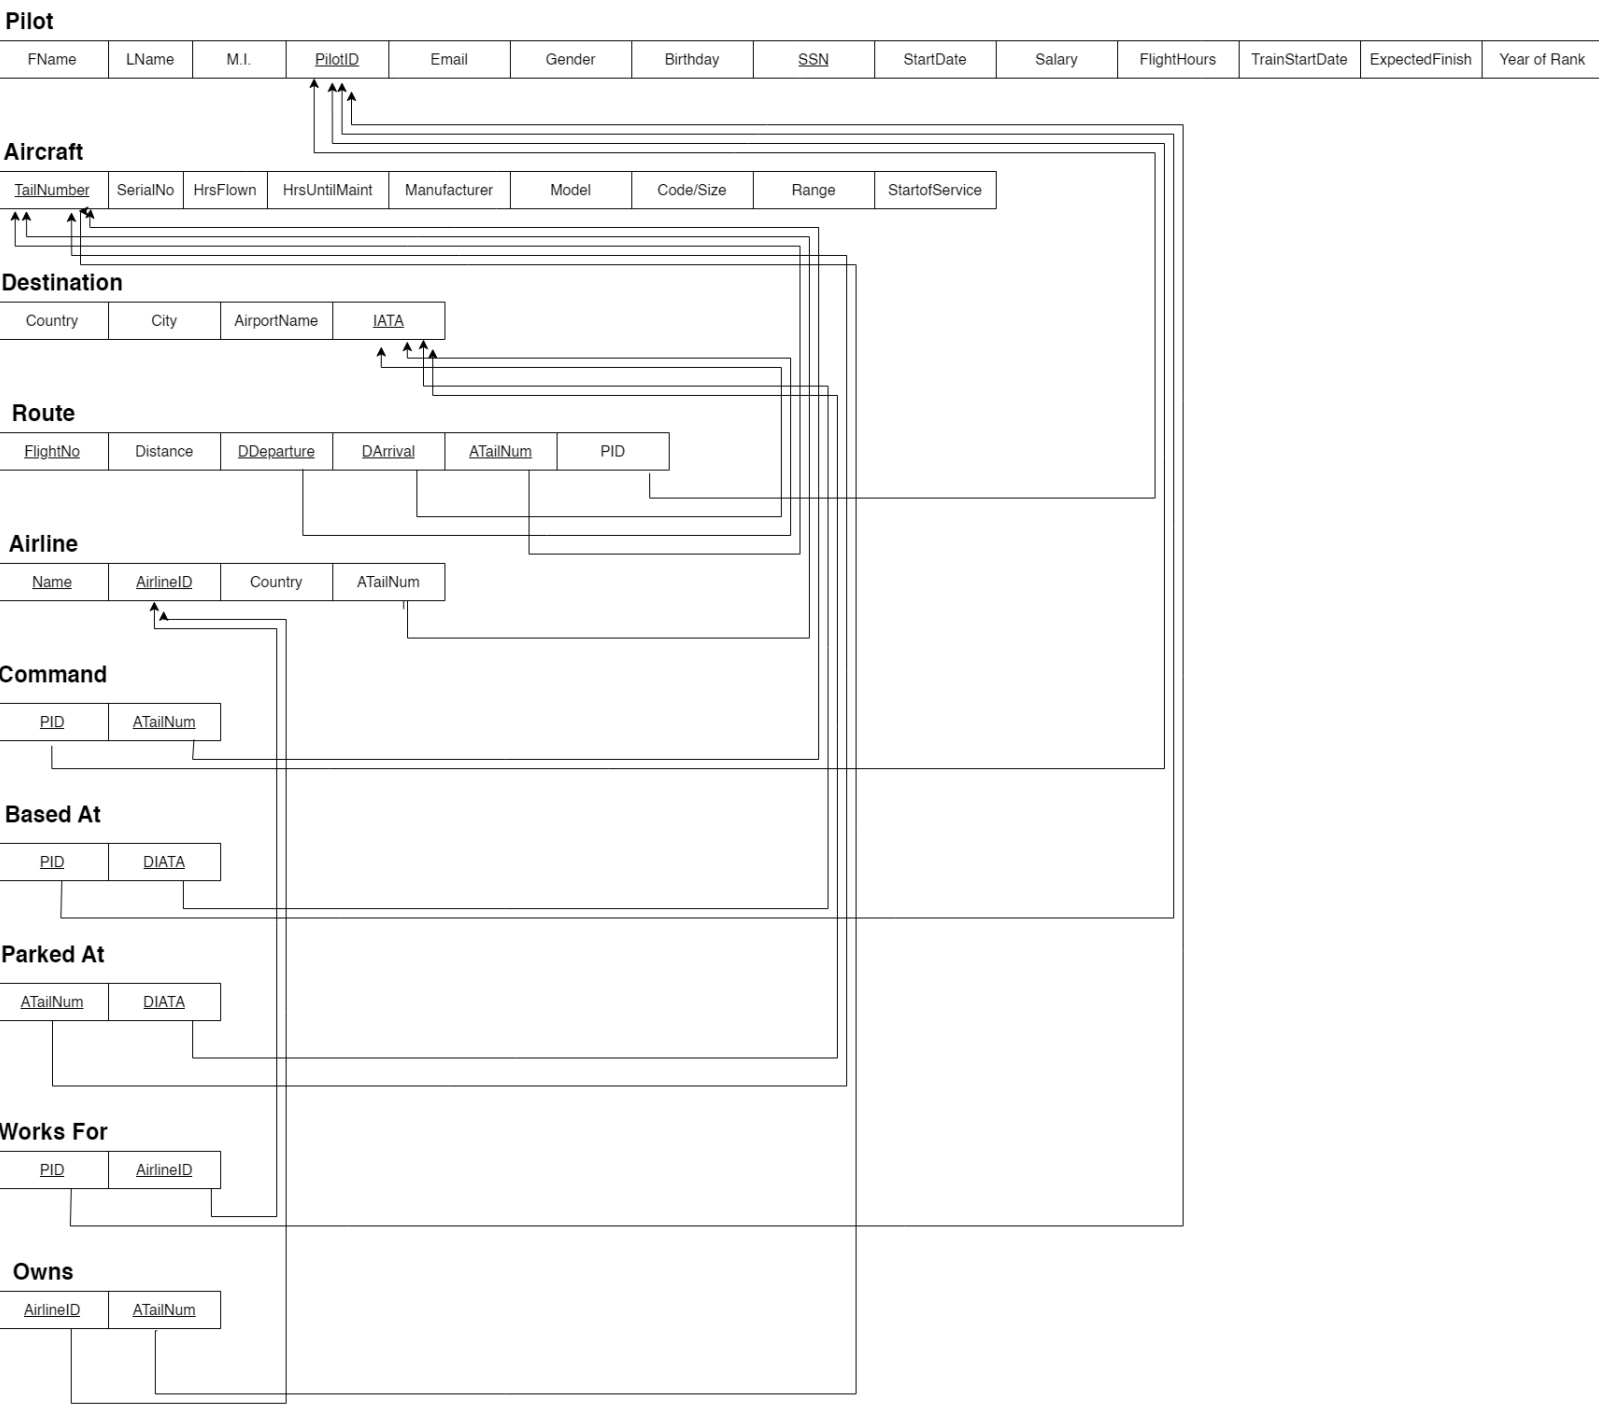 Pilot
FName LName M.I. PilotID Email Gender Birthday SSN StartDate Salary FlightHours TrainStartDate ExpectedFinish Year of Rank
Aircraft
TailNumber SerialNo HrsFlown HrsUntilMaint Manufacturer Model Code/Size Range StartofService
Destination
Country City AirportName IATA
Route
FlightNo Distance DDeparture DArrival ATailNum PID
Airline
Name AirlineID Country ATailNum
Command
PID ATailNum
Based At
PID DIATA
Parked At
ATailNum DIATA
Works For
PID AirlineID
Owns
AirlineID ATailNum